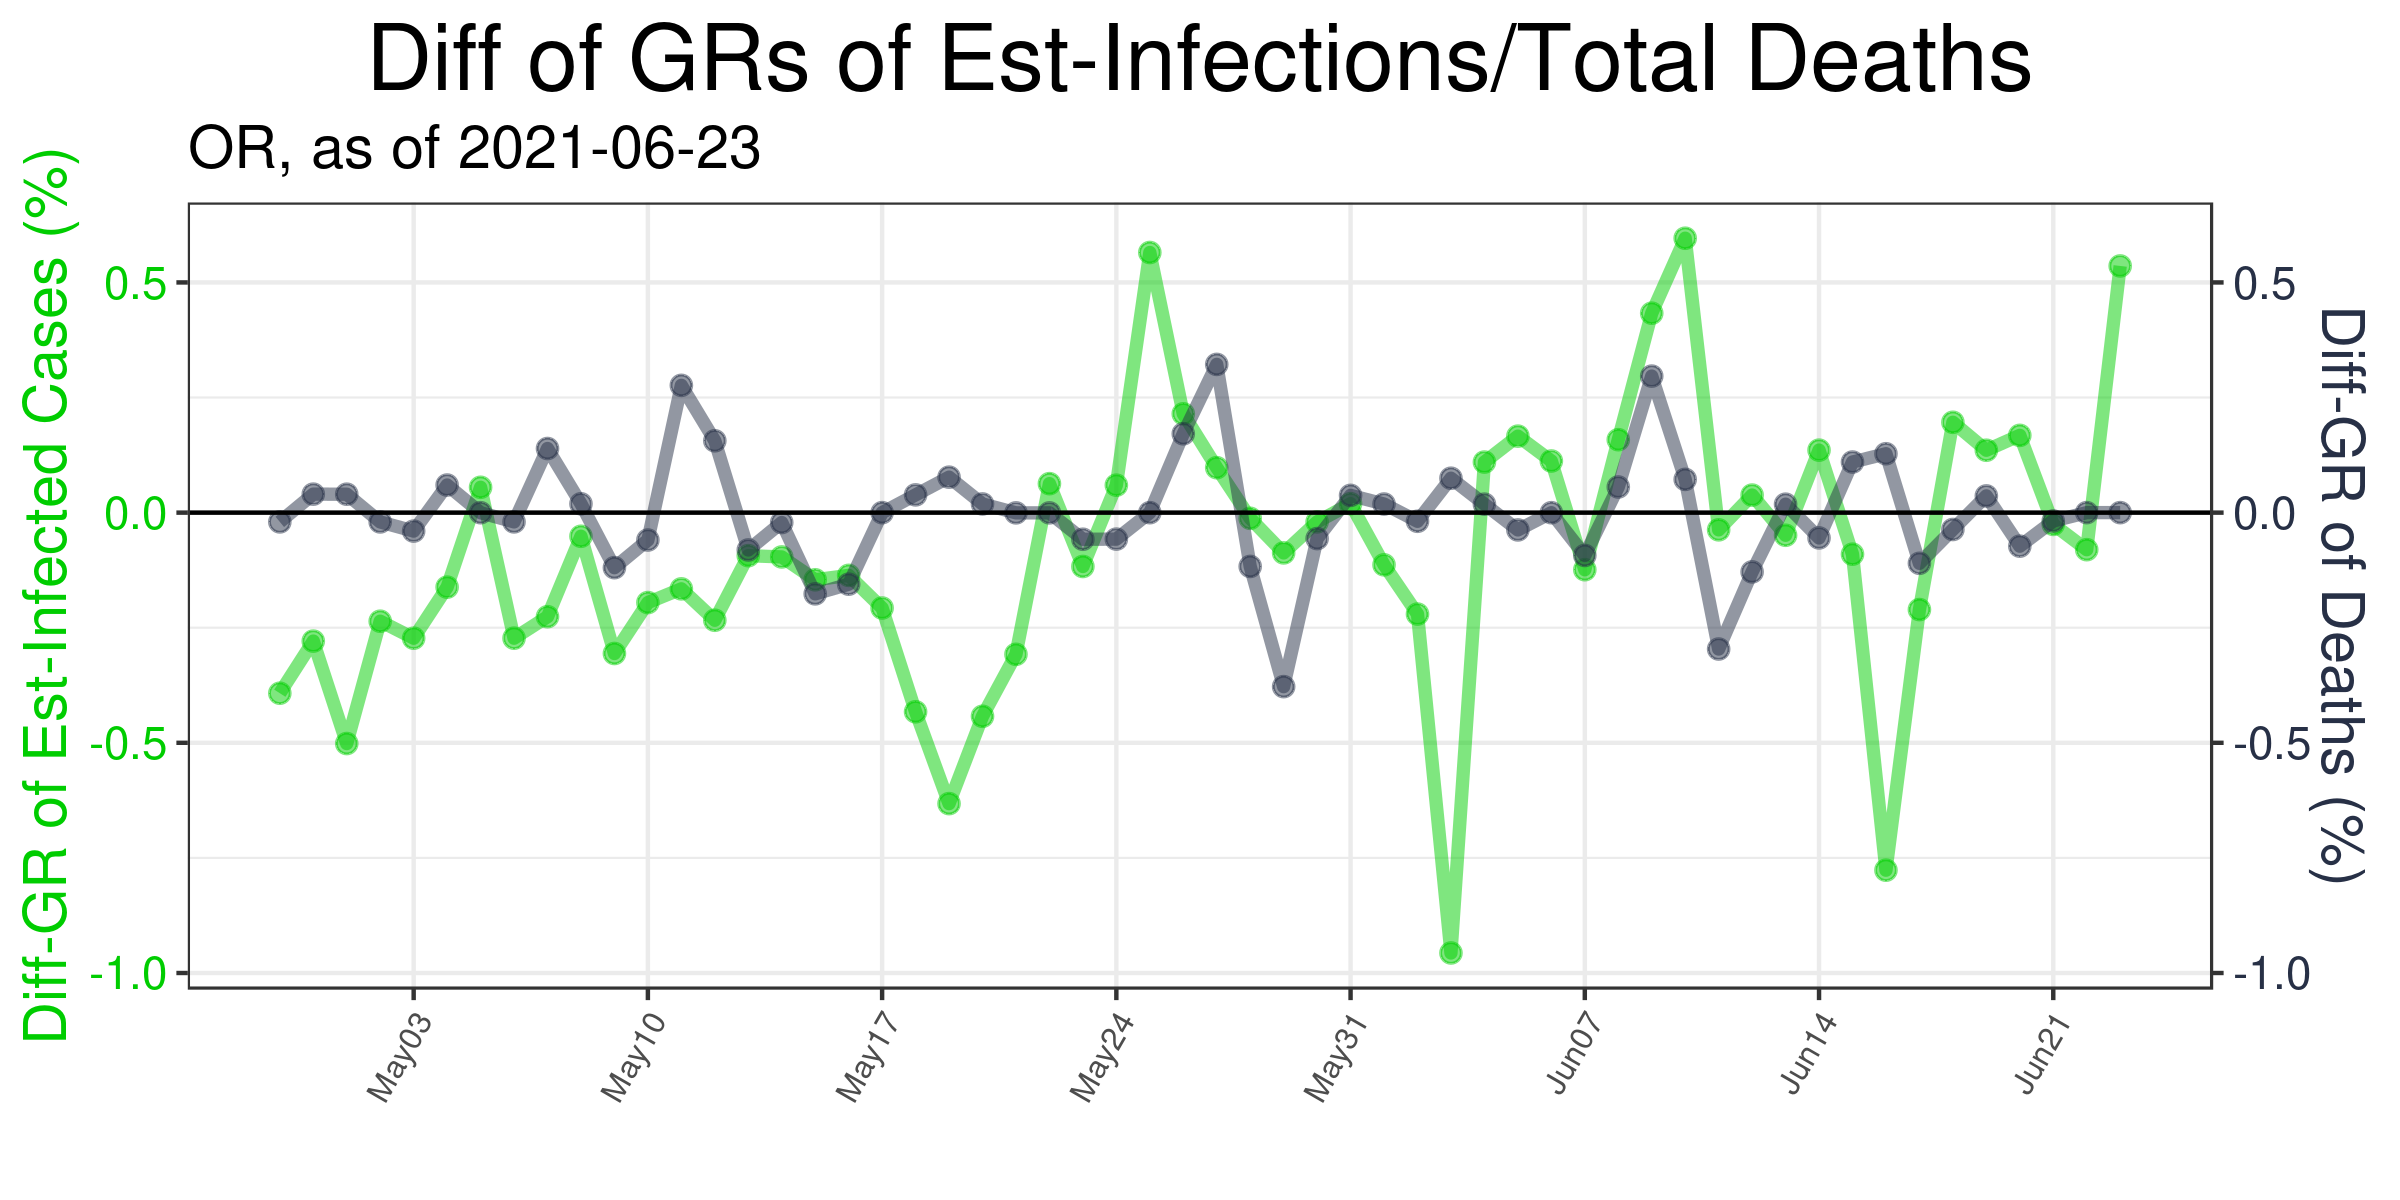 Diff of GRs of Est-Infections/Total Deaths
OR, as of 2021-06-23
Diff-GR of Est-Infected Cases (%)
0.5
0.0
-0.5
-1.0
0.5
0.0
-0.5
-1.0
Diff-GR of Deaths (%)
May03
May10
May17
May24
May31
Jun07
Jun14
Jun21